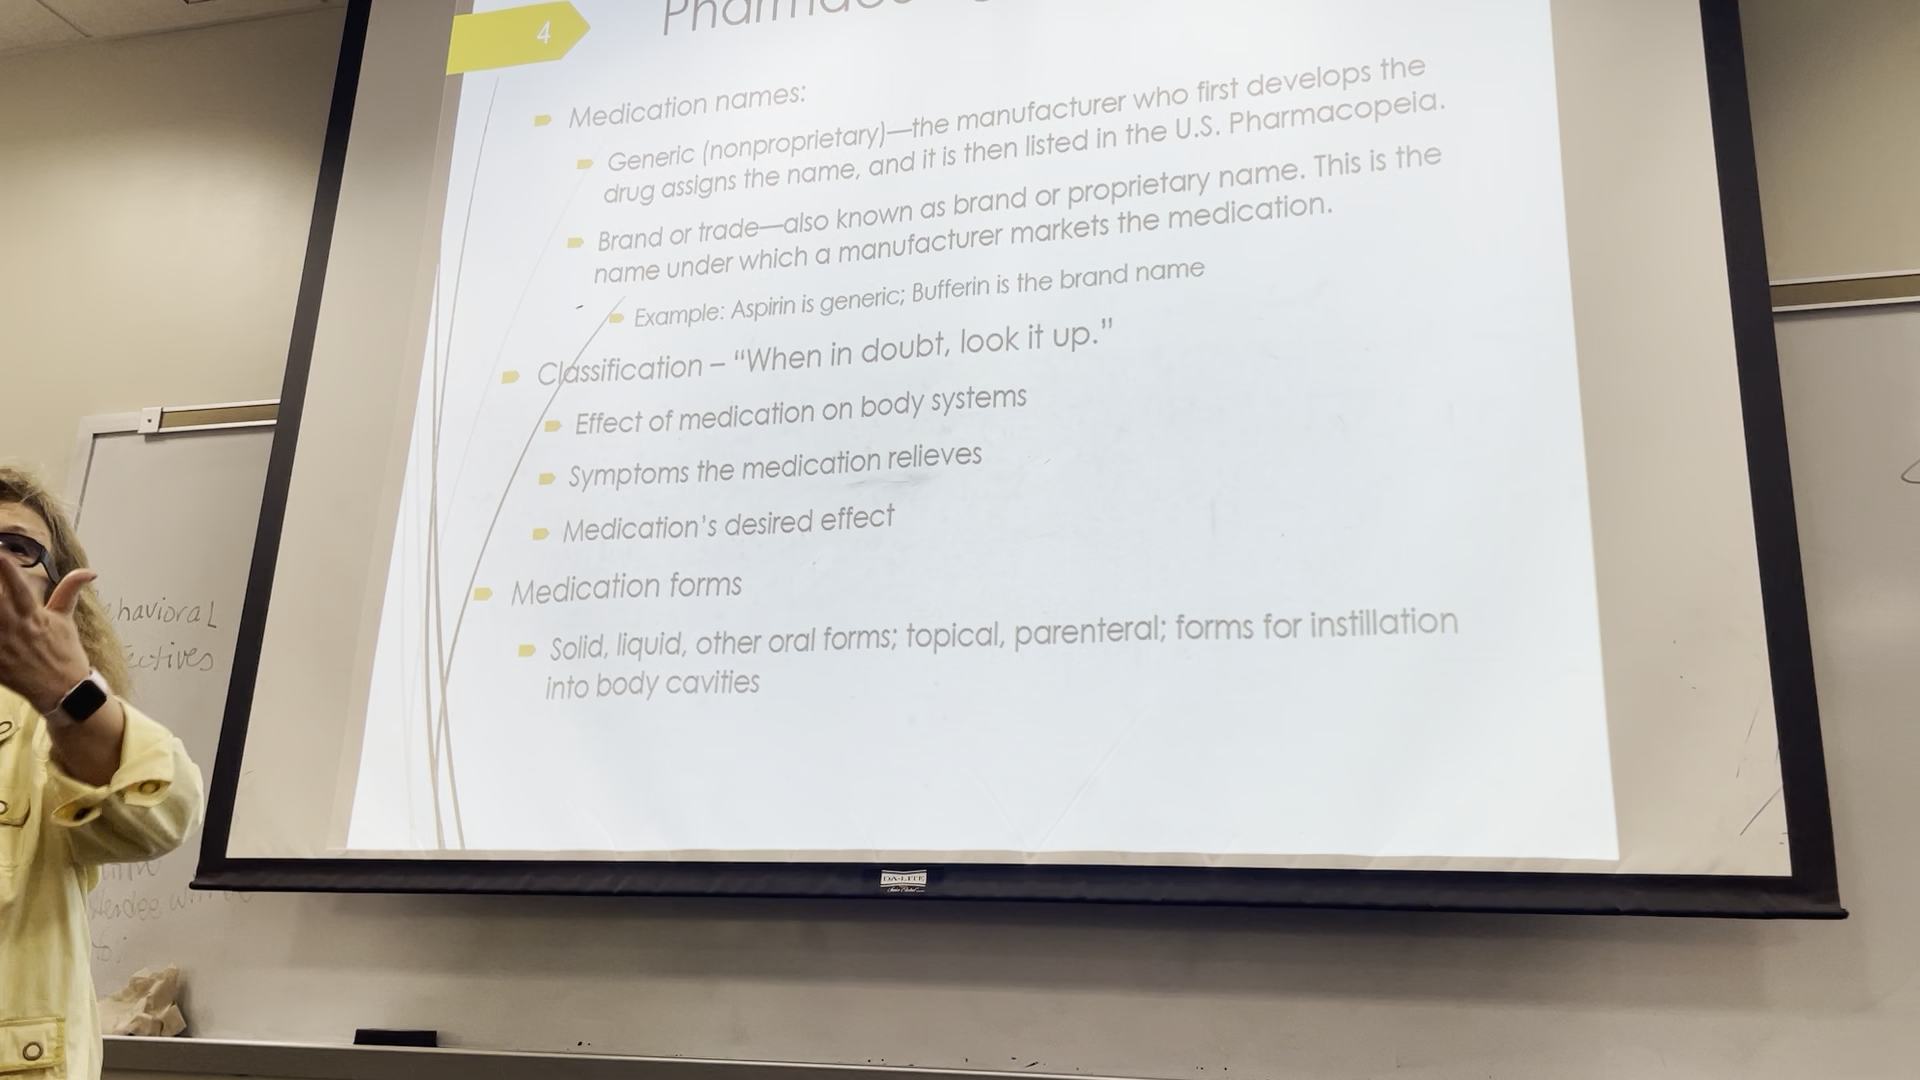 4
Medication names:
Generic (nonproprietary)—the manufacturer who first develops the
drug assigns the name, and it is then listed in the U.S. Pharmacopeia.
Brand or trade—also known as brand or proprietary name. This is the
name under which a manufacturer markets the medication.
Example: Aspirin is generic; Bufferin is the brand name
Classification – “When in doubt, look it up.”
Effect of medication on body systems
Symptoms the medication relieves
Medication’s desired effect
Medication forms
Solid, liquid, other oral forms; topical, parenteral; forms for instillation
into body cavities
havioral
ectives
DA-LITE